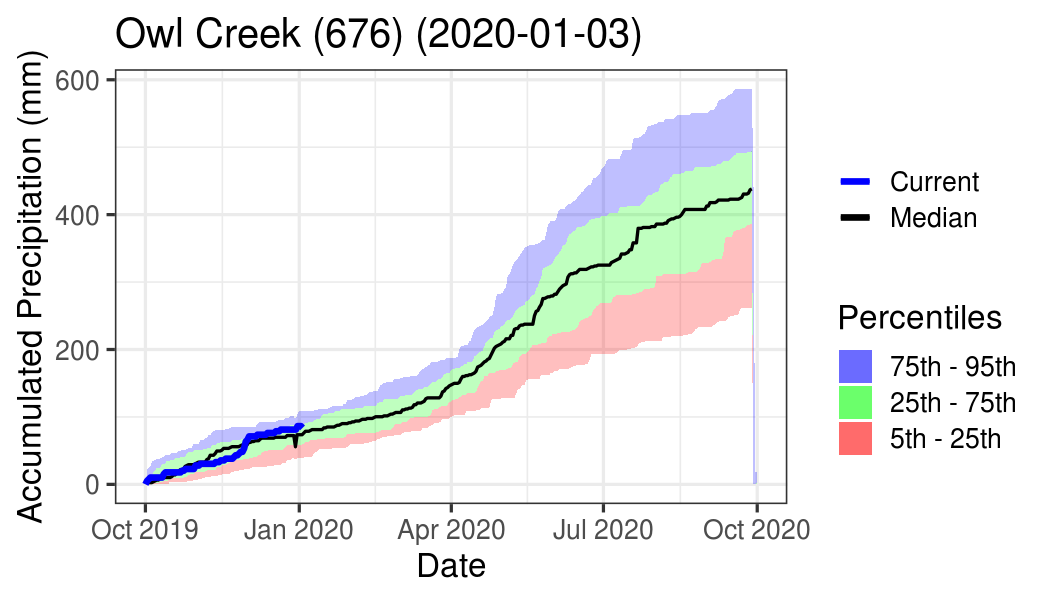 Owl Creek (676) (2020-01-03)
Accumulated Precipitation (mm)
600
400
200
0
Oct 2019 Jan 2020 Apr 2020 Jul 2020 Oct 2020
Date
Current
Median
Percentiles
75th - 95th
25th - 75th
5th - 25th